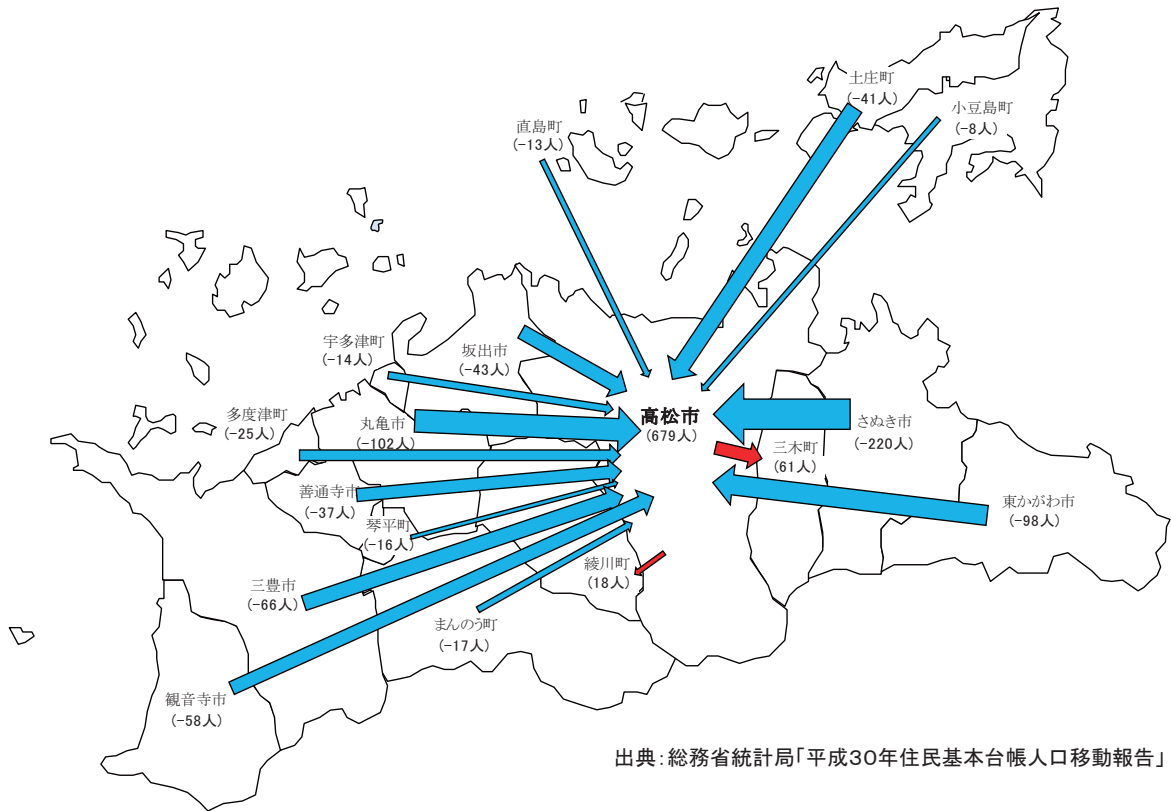 土庄町
(-41人)
小豆島町
(-8人)
直島町
(-13人)
宇多津町
(-14人)
坂出市
(-43人)
多度津町
(-25人)
丸亀市
(-102人)
高松市
(679人)
さぬき市
(-220人)
三木町
(61人)
善通寺市
(-37人)
東かがわ市
(-98人)
琴平町
(-16人)
綾川町
(18人)
三豊市
(-66人)
まんのう町
(-17人)
観音寺市
(-58人)
出典:総務省統計局「平成30年住民基本台帳人口移動報告」